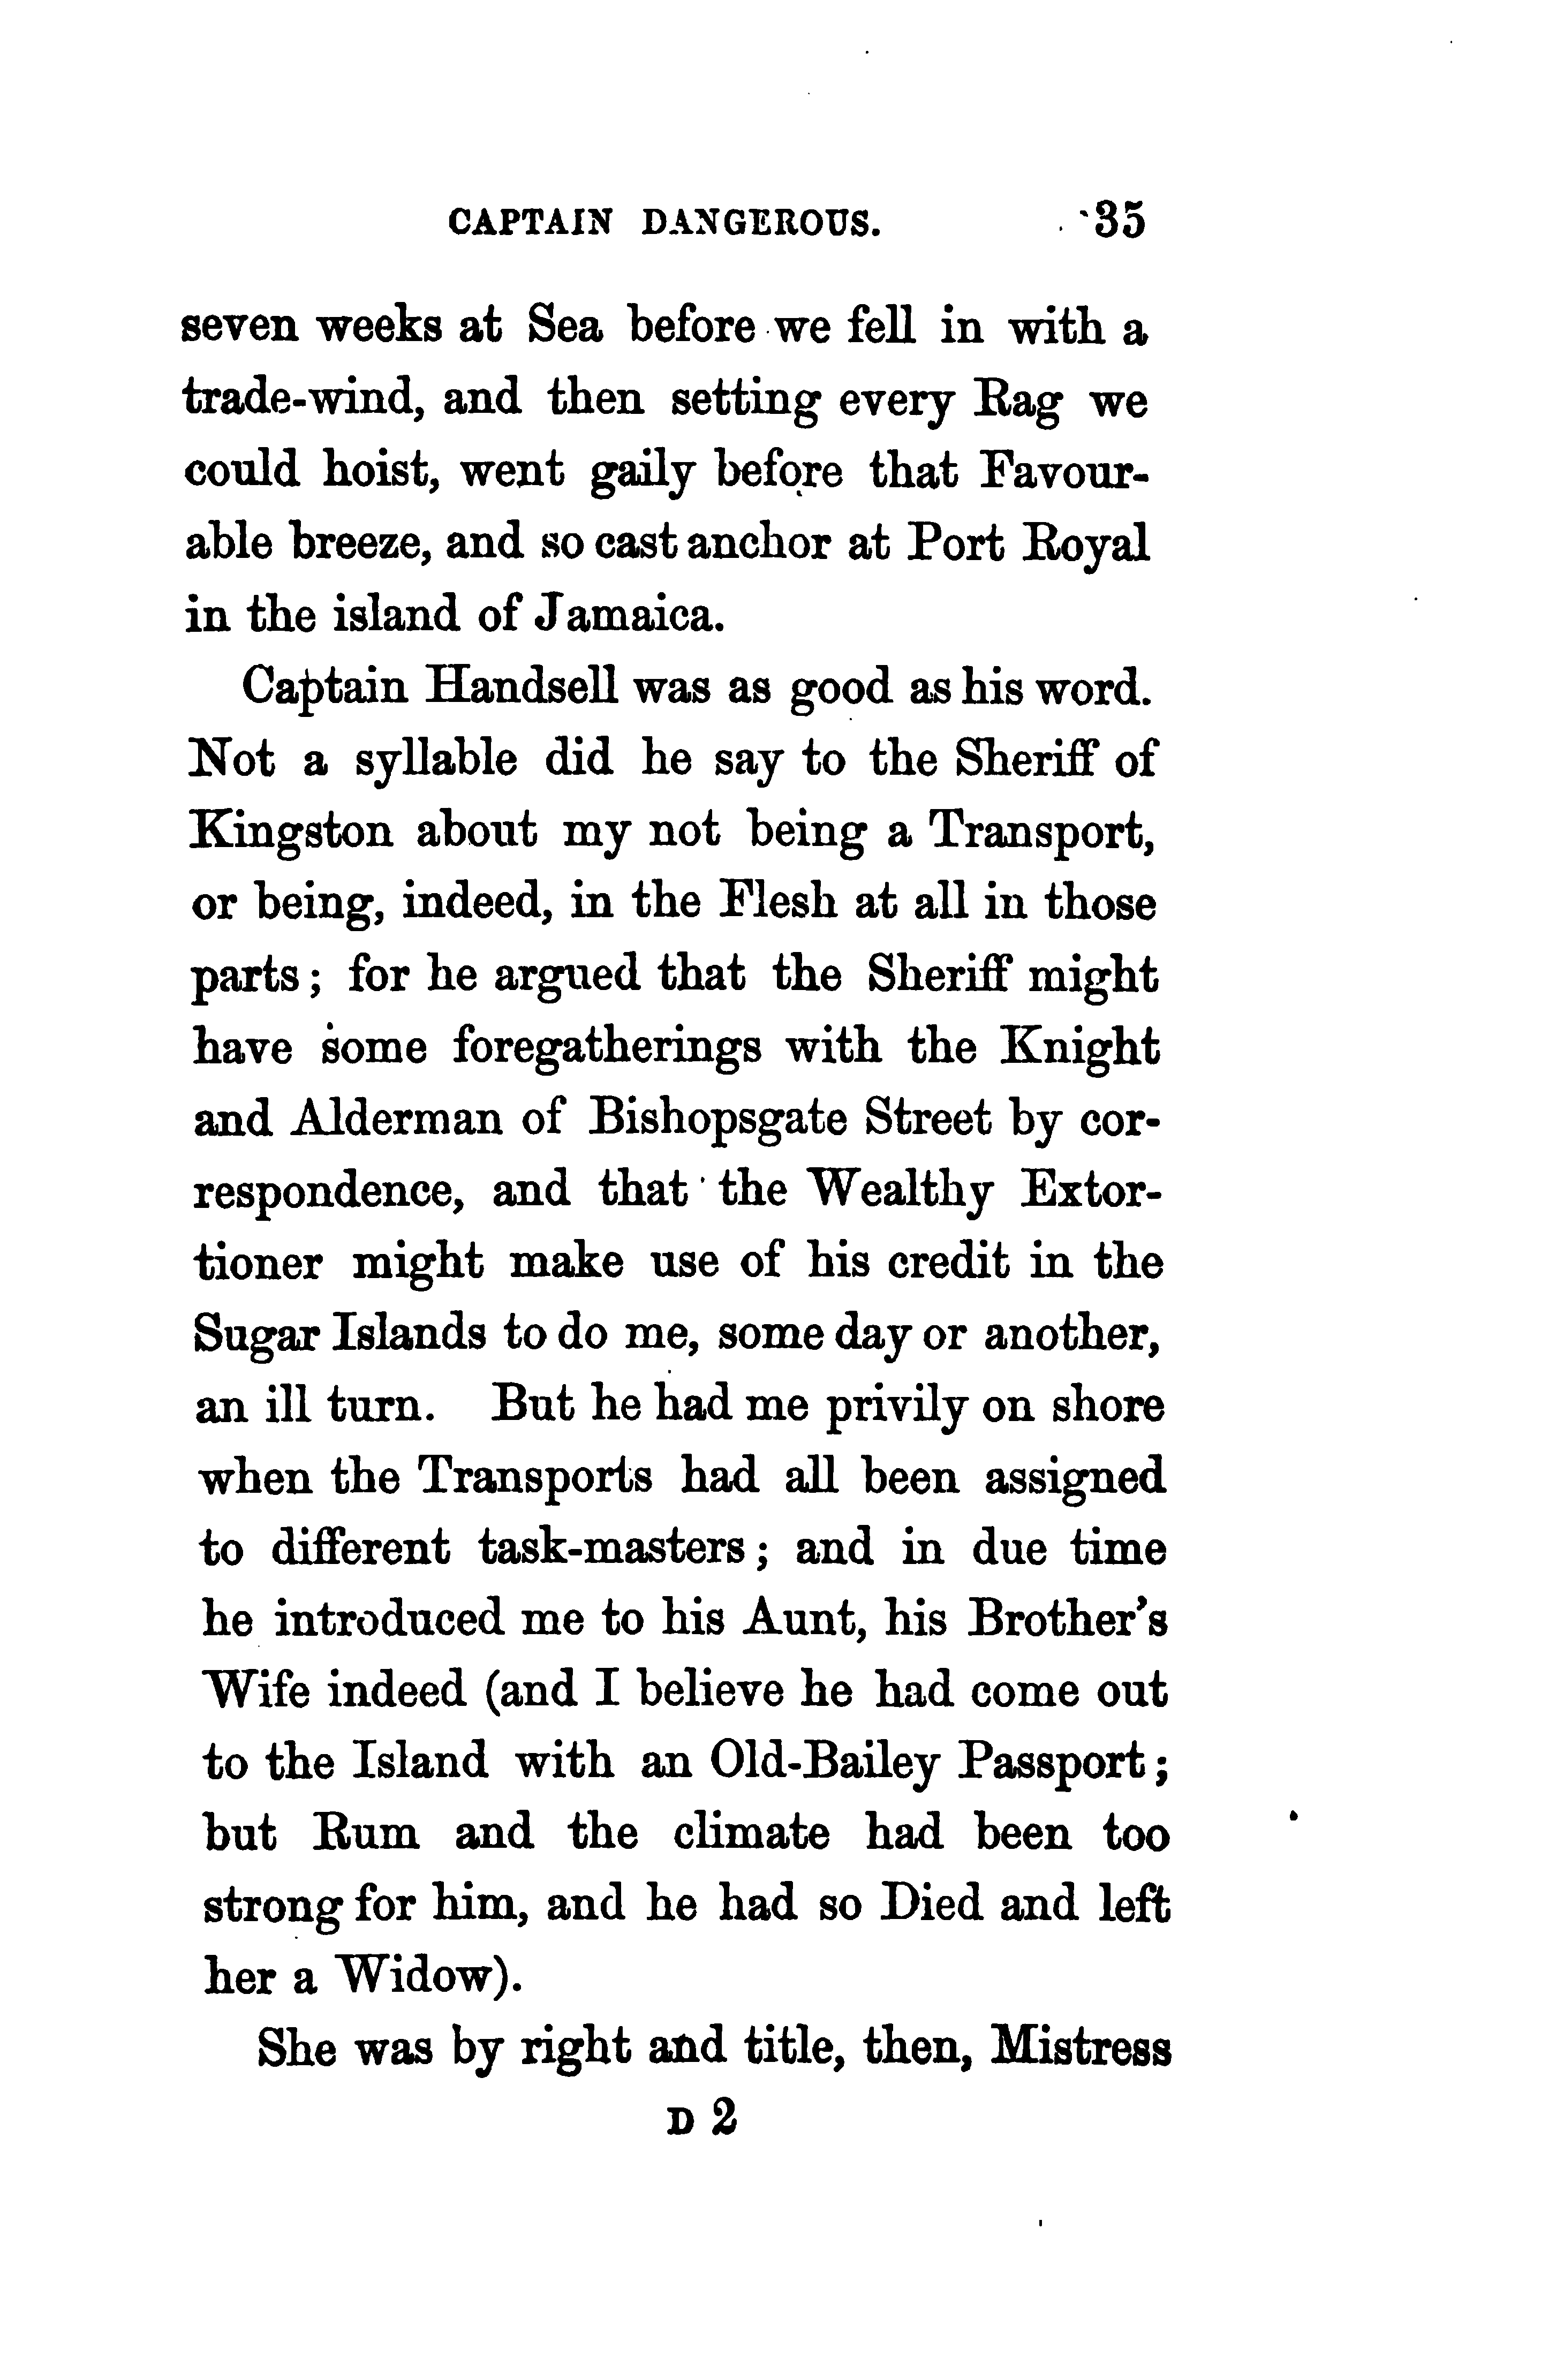 CAPTAIN DANGEROUS. 35
seven weeks at Sea before we fell in with a
trade-wind, and then setting every Rag we
could hoist, went gaily before that Favour-
able breeze, and so cast anchor at Port Royal
in the island of Jamaica.
Captain Handsell was as good as his word.
Not a syllable did he say to the Sheriff of
Kingston about my not being a Transport,
or being, indeed, in the Flesh at all in those
parts; for he argued that the Sheriff might
have some foregatherings with the Knight
and Alderman of Bishopsgate Street by cor-
respondence, and that the Wealthy Extor-
tioner might make use of his credit in the
Sugar Islands to do me, some day or another,
an ill turn. But he had me privily on shore
when the Transports had all been assigned
to different task-masters; and in due time
he introduced me to his Aunt, his Brother's
Wife indeed (and I believe he had come out
to the Island with an Old-Bailey Passport;
but Rum and the climate had been too
strong for him, and he had so Died and left
her a Widow).
She was by right and title, then, Mistress
D 2